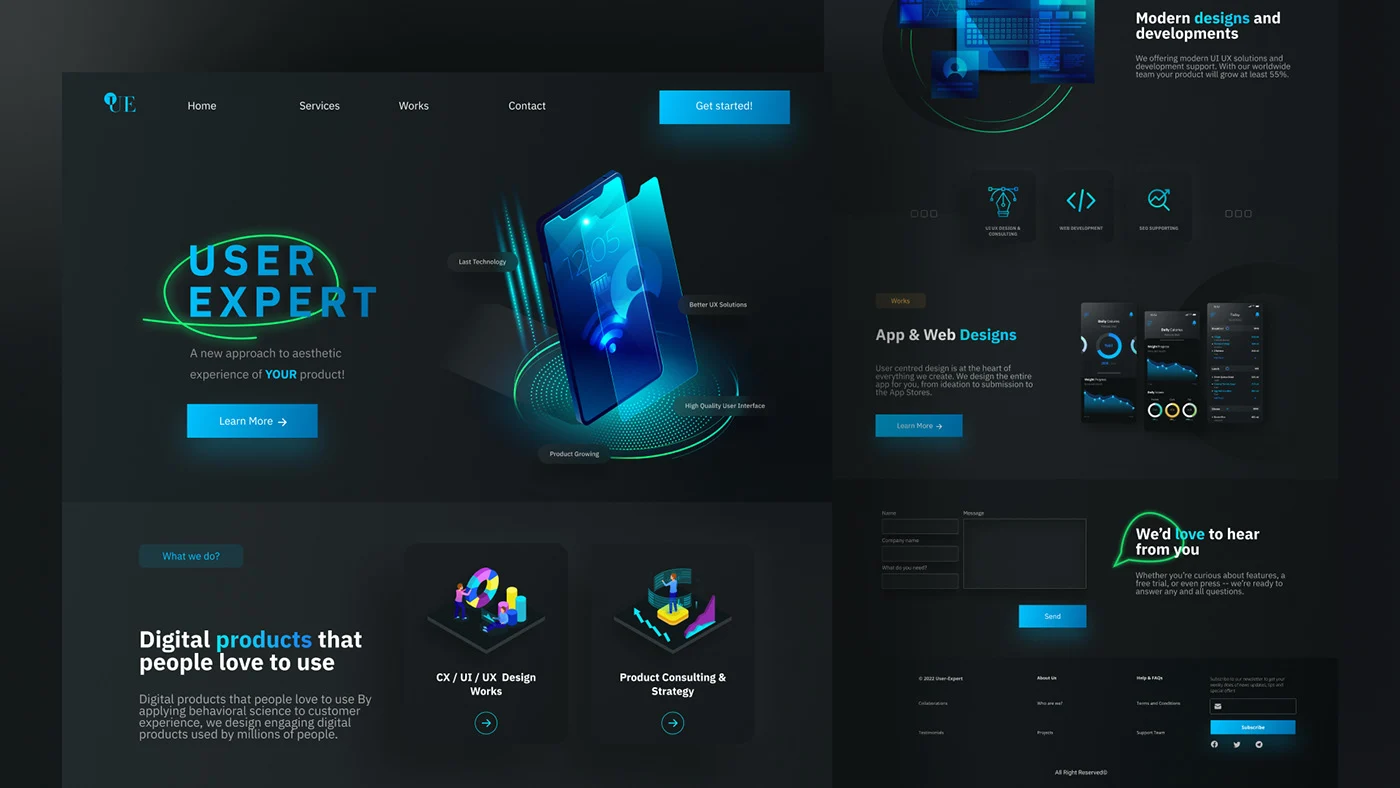 UE
Home
Services
Works
Contact
Get started!
USER
EXPERT
A new approach to aesthetic
experience of YOUR product!
Learn More
12:05
Last Technology
Better UX Solutions
High Quality User Interface
Product Growing
What we do?
Digital products that
people love to use
Digital products that people love to use By
applying behavioral science to customer
experience, we design engaging digital
products used by millions of people.
CX / UI / UX Design
Works
Product Consulting &
Strategy
Modern designs and
developments
We offering modern UI UX solutions and
development support. With our worldwide
team your product will grow at least 55%.
UI UX DESIGN &
CONSULTING
WEB DEVELOPMENT
SEO SUPPORTING
Works
App & Web Designs
User centred design is at the heart of
everything we create. We design the entire
app for you, from ideation to submission to
the App Stores.
Learn More
Daily Calories
Weight Progress
Daily Calories
Weight Progress
Today
Name
Company name
What do you need?
Message
Send
We'd love to hear
from you
Whether you're curious about features, a
free trial, or even press -- we're ready to
answer any and all questions.
© 2022 User-Expert
Collaborations
Testimonials
About Us
Who are we?
Projects
Help & FAQs
Terms and Conditions
Support Team
Subscribe to our newsletter to get your
Subscribe
All Right Reserved©